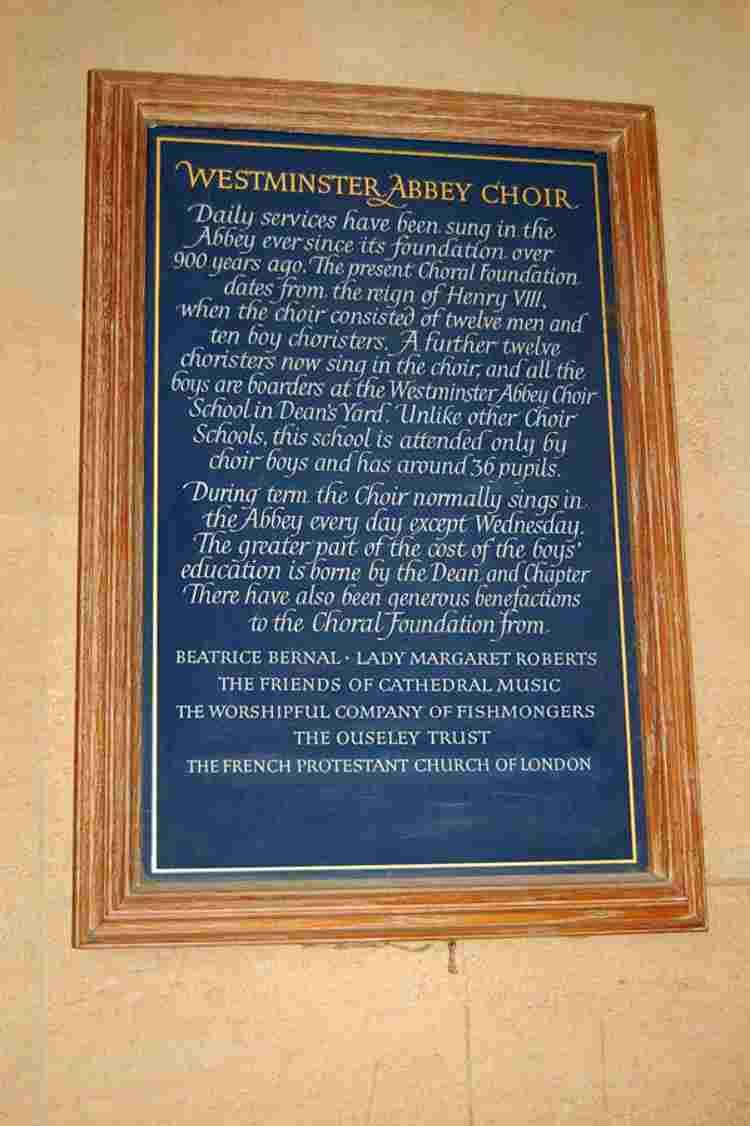 WESTMINSTER ABBEY CHOIR
Daily services have been sung in the
Abbey ever since its foundation over
900 years ago. The present Choral Foundation
dates from the reign of Henry VIII,
when the choir consisted of twelve men and
ten boy choristers. A further twelve
choristers now sing in the choir, and all the
boys are boarders at the Westminster Abbey Choir
School in Dean's Yard. Unlike other Choir
Schools, this school is attended only by
choir boys and has around 36 pupils.
During term the Choir normally sings in
the Abbey every day except Wednesday.
The greater part of the cost of the boys'
education is borne by the Dean and Chapter
There have also been generous benefactions
to the Choral Foundation from
BEATRICE BERNAL · LADY MARGARET ROBERTS
THE FRIENDS OF CATHEDRAL MUSIC
THE WORSHIPFUL COMPANY OF FISHMONGERS
THE OUSELEY TRUST
THE FRENCH PROTESTANT CHURCH OF LONDON